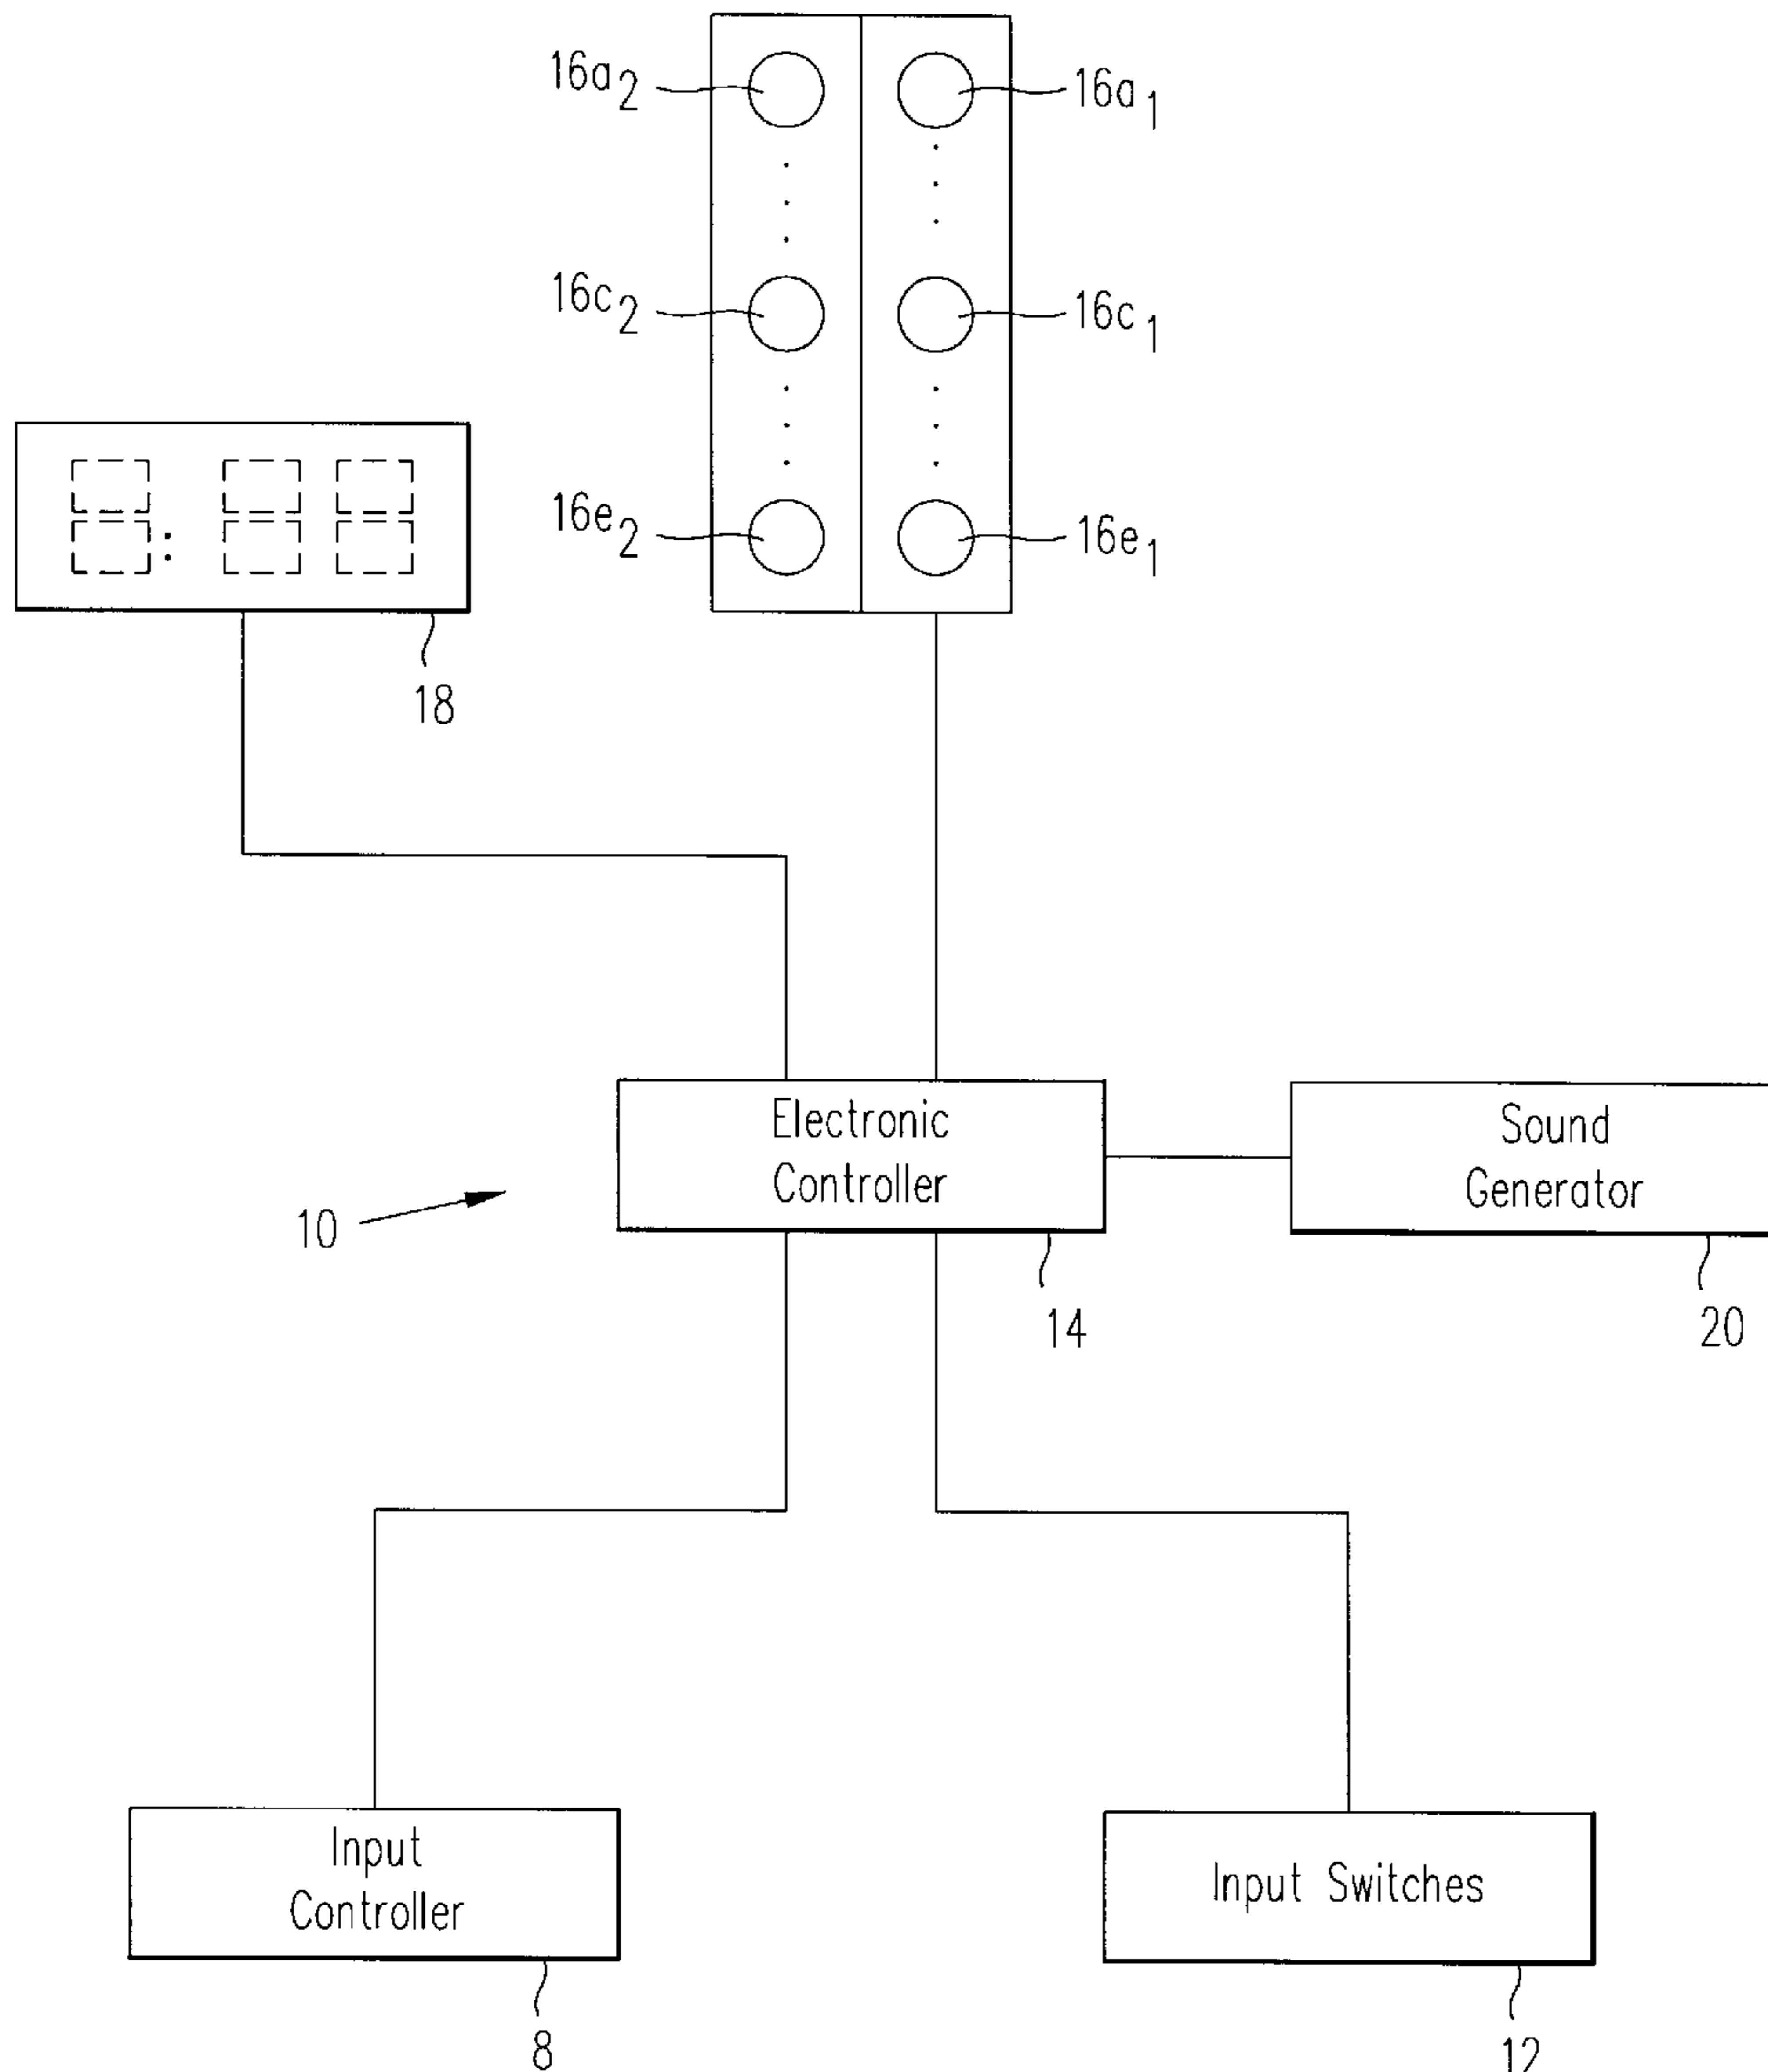 16a2
16a1
16c2
16c1
16e2
16e1
18
Electronic
Controller
Sound
Generator
10
14
20
Input
Controller
Input Switches
8
12